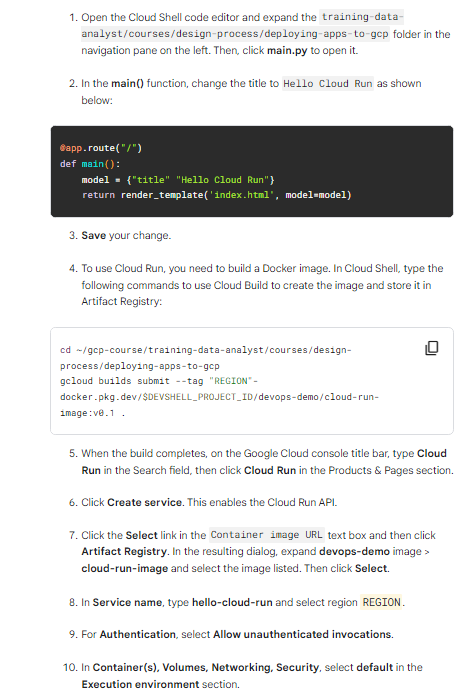 1. Open the Cloud Shell code editor and expand the training-data-
analyst/courses/design-process/deploying-apps-to-gcp folder in the
navigation pane on the left. Then, click main.py to open it.
2. In the main() function, change the title to Hello Cloud Run as shown
below:
@app.route("/")
def main():
    model = {"title" "Hello Cloud Run"}
    return render_template('index.html', model=model)
3. Save your change.
4. To use Cloud Run, you need to build a Docker image. In Cloud Shell, type the
following commands to use Cloud Build to create the image and store it in
Artifact Registry:
cd ~/gcp-course/training-data-analyst/courses/design-
process/deploying-apps-to-gcp
gcloud builds submit --tag "REGION"-
docker.pkg.dev/$DEVSHELL_PROJECT_ID/devops-demo/cloud-run-
image:v0.1 .
5. When the build completes, on the Google Cloud console title bar, type Cloud
Run in the Search field, then click Cloud Run in the Products & Pages section.
6. Click Create service. This enables the Cloud Run API.
7. Click the Select link in the Container image URL text box and then click
Artifact Registry. In the resulting dialog, expand devops-demo image >
cloud-run-image and select the image listed. Then click Select.
8. In Service name, type hello-cloud-run and select region REGION.
9. For Authentication, select Allow unauthenticated invocations.
10. In Container(s), Volumes, Networking, Security, select default in the
Execution environment section.